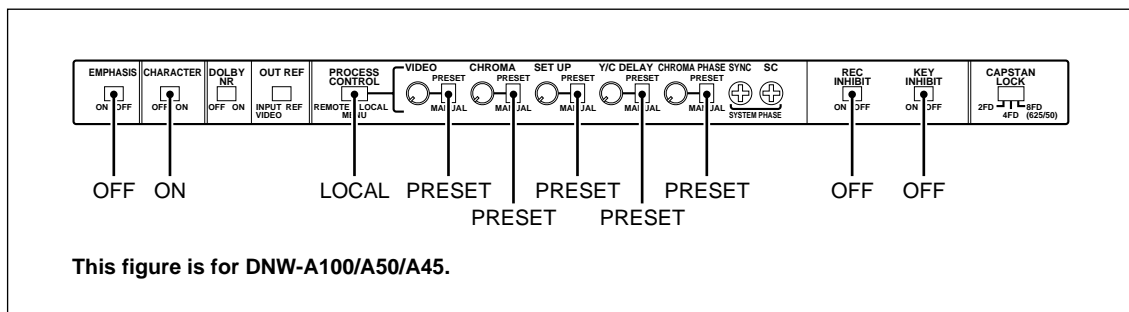 EMPHASIS CHARACTER DOLBY NR OUT REF PROCESS CONTROL VIDEO CHROMA SET UP Y/C DELAY CHROMA PHASE SYNC SC REC INHIBIT KEY INHIBIT CAPSTAN LOCK
PRESET PRESET PRESET PRESET PRESET
ON OFF OFF ON OFF ON INPUT REF VIDEO REMOTE LOCAL MENU MANUAL MANUAL MANUAL MANUAL MANUAL SYSTEM PHASE ON OFF ON OFF 2FD 4FD 8FD (625/50)
OFF ON LOCAL PRESET PRESET PRESET OFF OFF
PRESET PRESET
This figure is for DNW-A100/A50/A45.